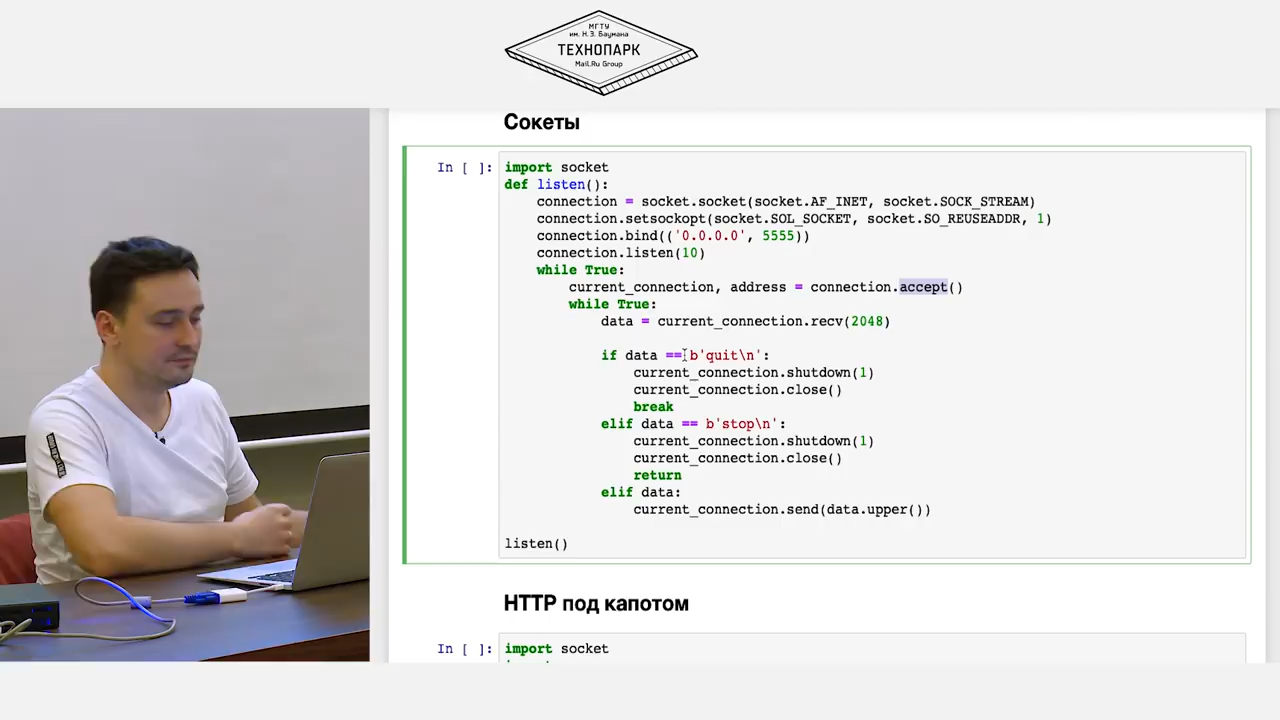 МГТУ
им. Н.Э. Баумана
ТЕХНОПАРК
Mail.Ru Group
Сокеты
In [ ]:
import socket
def listen():
    connection = socket.socket(socket.AF_INET, socket.SOCK_STREAM)
    connection.setsockopt(socket.SOL_SOCKET, socket.SO_REUSEADDR, 1)
    connection.bind(('0.0.0.0', 5555))
    connection.listen(10)
    while True:
        current_connection, address = connection.accept()
        while True:
            data = current_connection.recv(2048)
            if data == b'quit\n':
                current_connection.shutdown(1)
                current_connection.close()
                break
            elif data == b'stop\n':
                current_connection.shutdown(1)
                current_connection.close()
                return
            elif data:
                current_connection.send(data.upper())
listen()
HTTP под капотом
In [ ]:
import socket